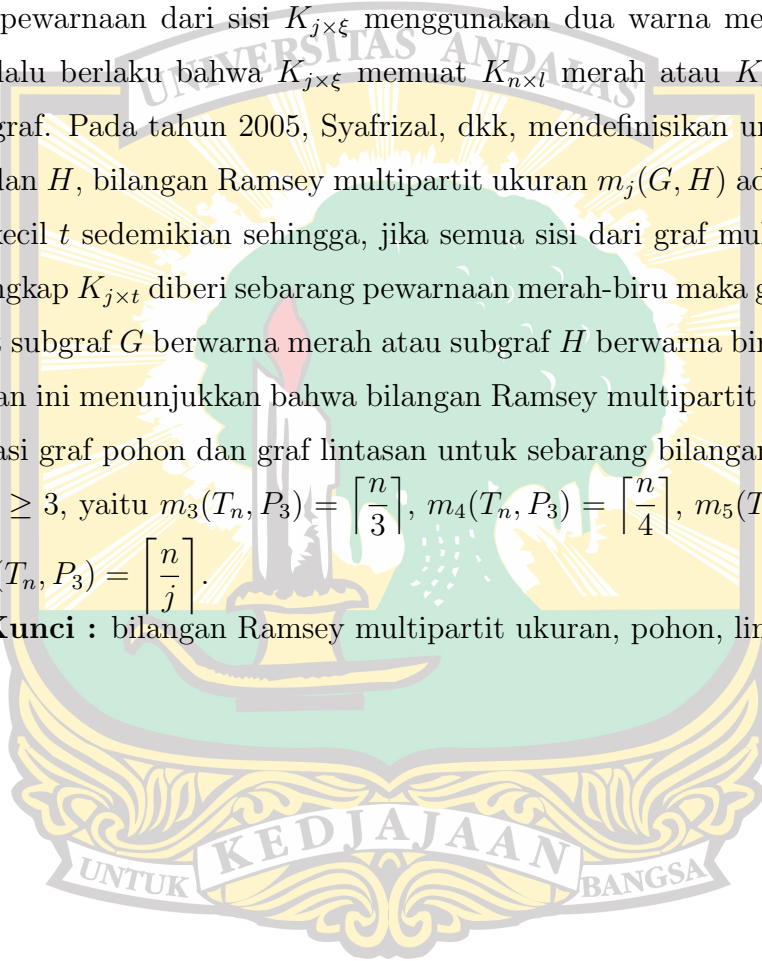 pewarnaan dari sisi $K_{j \times \xi}$ menggunakan dua warna me
lalu berlaku bahwa $K_{j \times \xi}$ memuat $K_{n \times l}$ merah atau $K$
graf. Pada tahun 2005, Syafrizal, dkk, mendefinisikan un
dan $H$, bilangan Ramsey multipartit ukuran $m_j(G, H)$ ad
kecil $t$ sedemikian sehingga, jika semua sisi dari graf mul
ngkap $K_{j \times t}$ diberi sebarang pewarnaan merah-biru maka g
subgraf $G$ berwarna merah atau subgraf $H$ berwarna bir
an ini menunjukkan bahwa bilangan Ramsey multipartit
asi graf pohon dan graf lintasan untuk sebarang bilangan
$\geq 3$, yaitu $m_3(T_n, P_3) = \left\lceil \frac{n}{3} \right\rceil$, $m_4(T_n, P_3) = \left\lceil \frac{n}{4} \right\rceil$, $m_5(T$
$(T_n, P_3) = \left\lceil \frac{n}{j} \right\rceil$.
Kunci : bilangan Ramsey multipartit ukuran, pohon, lin
UNIVERSITAS ANDALAS
UNTUK KEDJAJAAN BANGSA